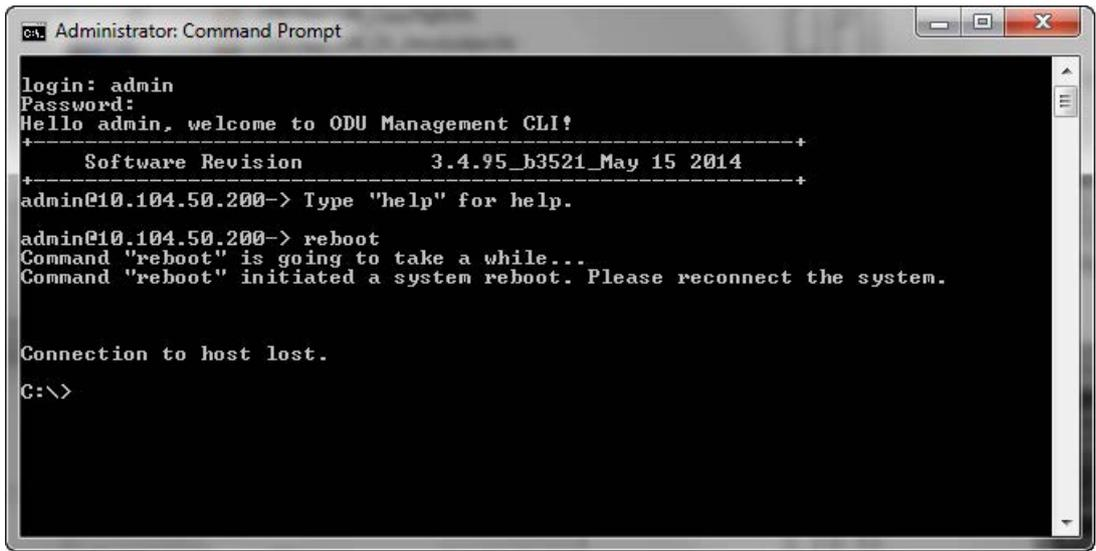 Administrator: Command Prompt
login: admin
Password:
Hello admin, welcome to ODU Management CLI!
+-----------------------------------------------------------------------+
Software Revision 3.4.95_b3521_May 15 2014
+-----------------------------------------------------------------------+
admin@10.104.50.200-> Type "help" for help.
admin@10.104.50.200-> reboot
Command "reboot" is going to take a while...
Command "reboot" initiated a system reboot. Please reconnect the system.
Connection to host lost.
C:\>